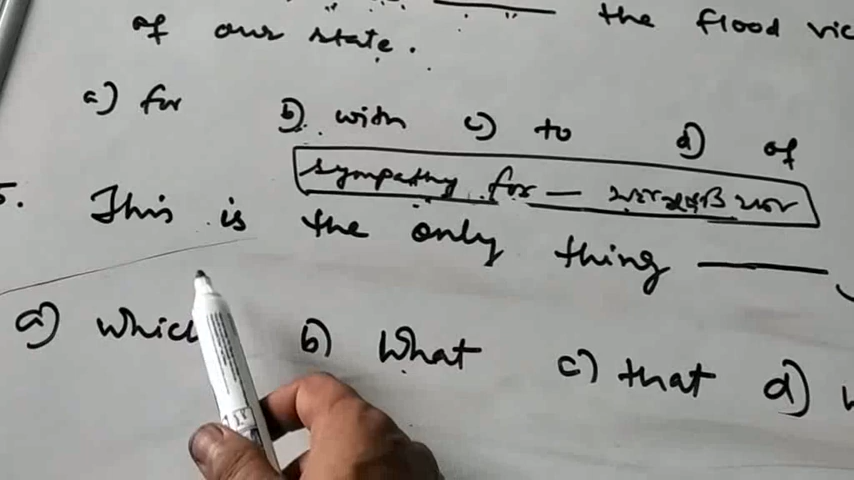 the flood
of our state.
a) for b) with c) to d) of
sympathy for —
5. This is the only thing ———
a) which b) What c) that d)